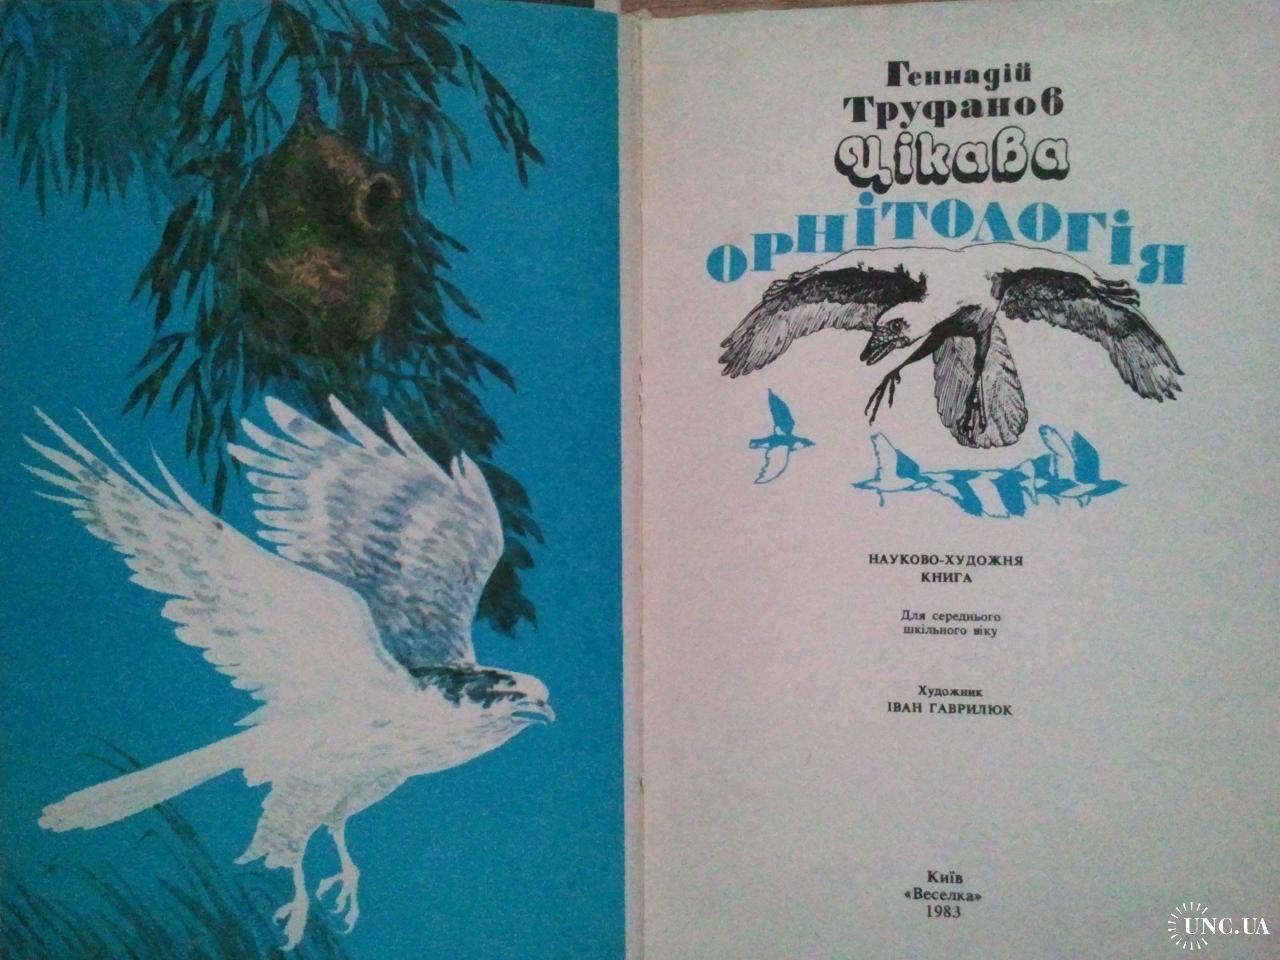 Геннадій
Труфанов
Цікава
ОРНІТОЛОГІЯ
НАУКОВО-ХУДОЖНЯ
КНИГА
Для середнього
шкільного віку
Художник
ІВАН ГАВРИЛЮК
Київ
«Веселка»
1983
UNC.UA